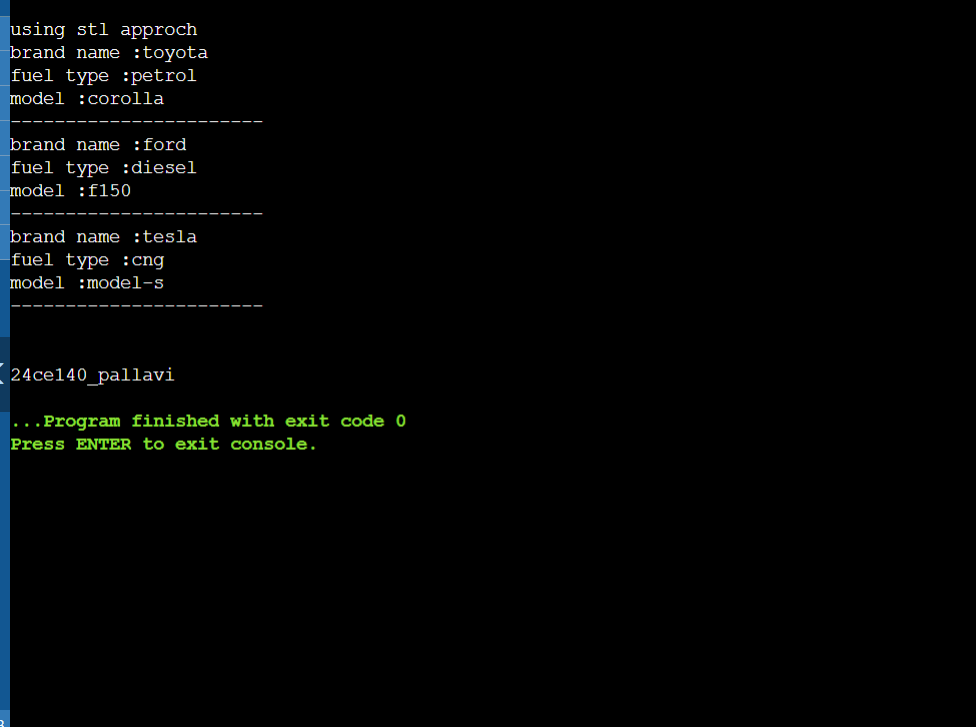 using stl approch
brand name :toyota
fuel type :petrol
model :corolla
-----------------------
brand name :ford
fuel type :diesel
model :f150
-----------------------
brand name :tesla
fuel type :cng
model :model-s
-----------------------
24ce140_pallavi
...Program finished with exit code 0
Press ENTER to exit console.